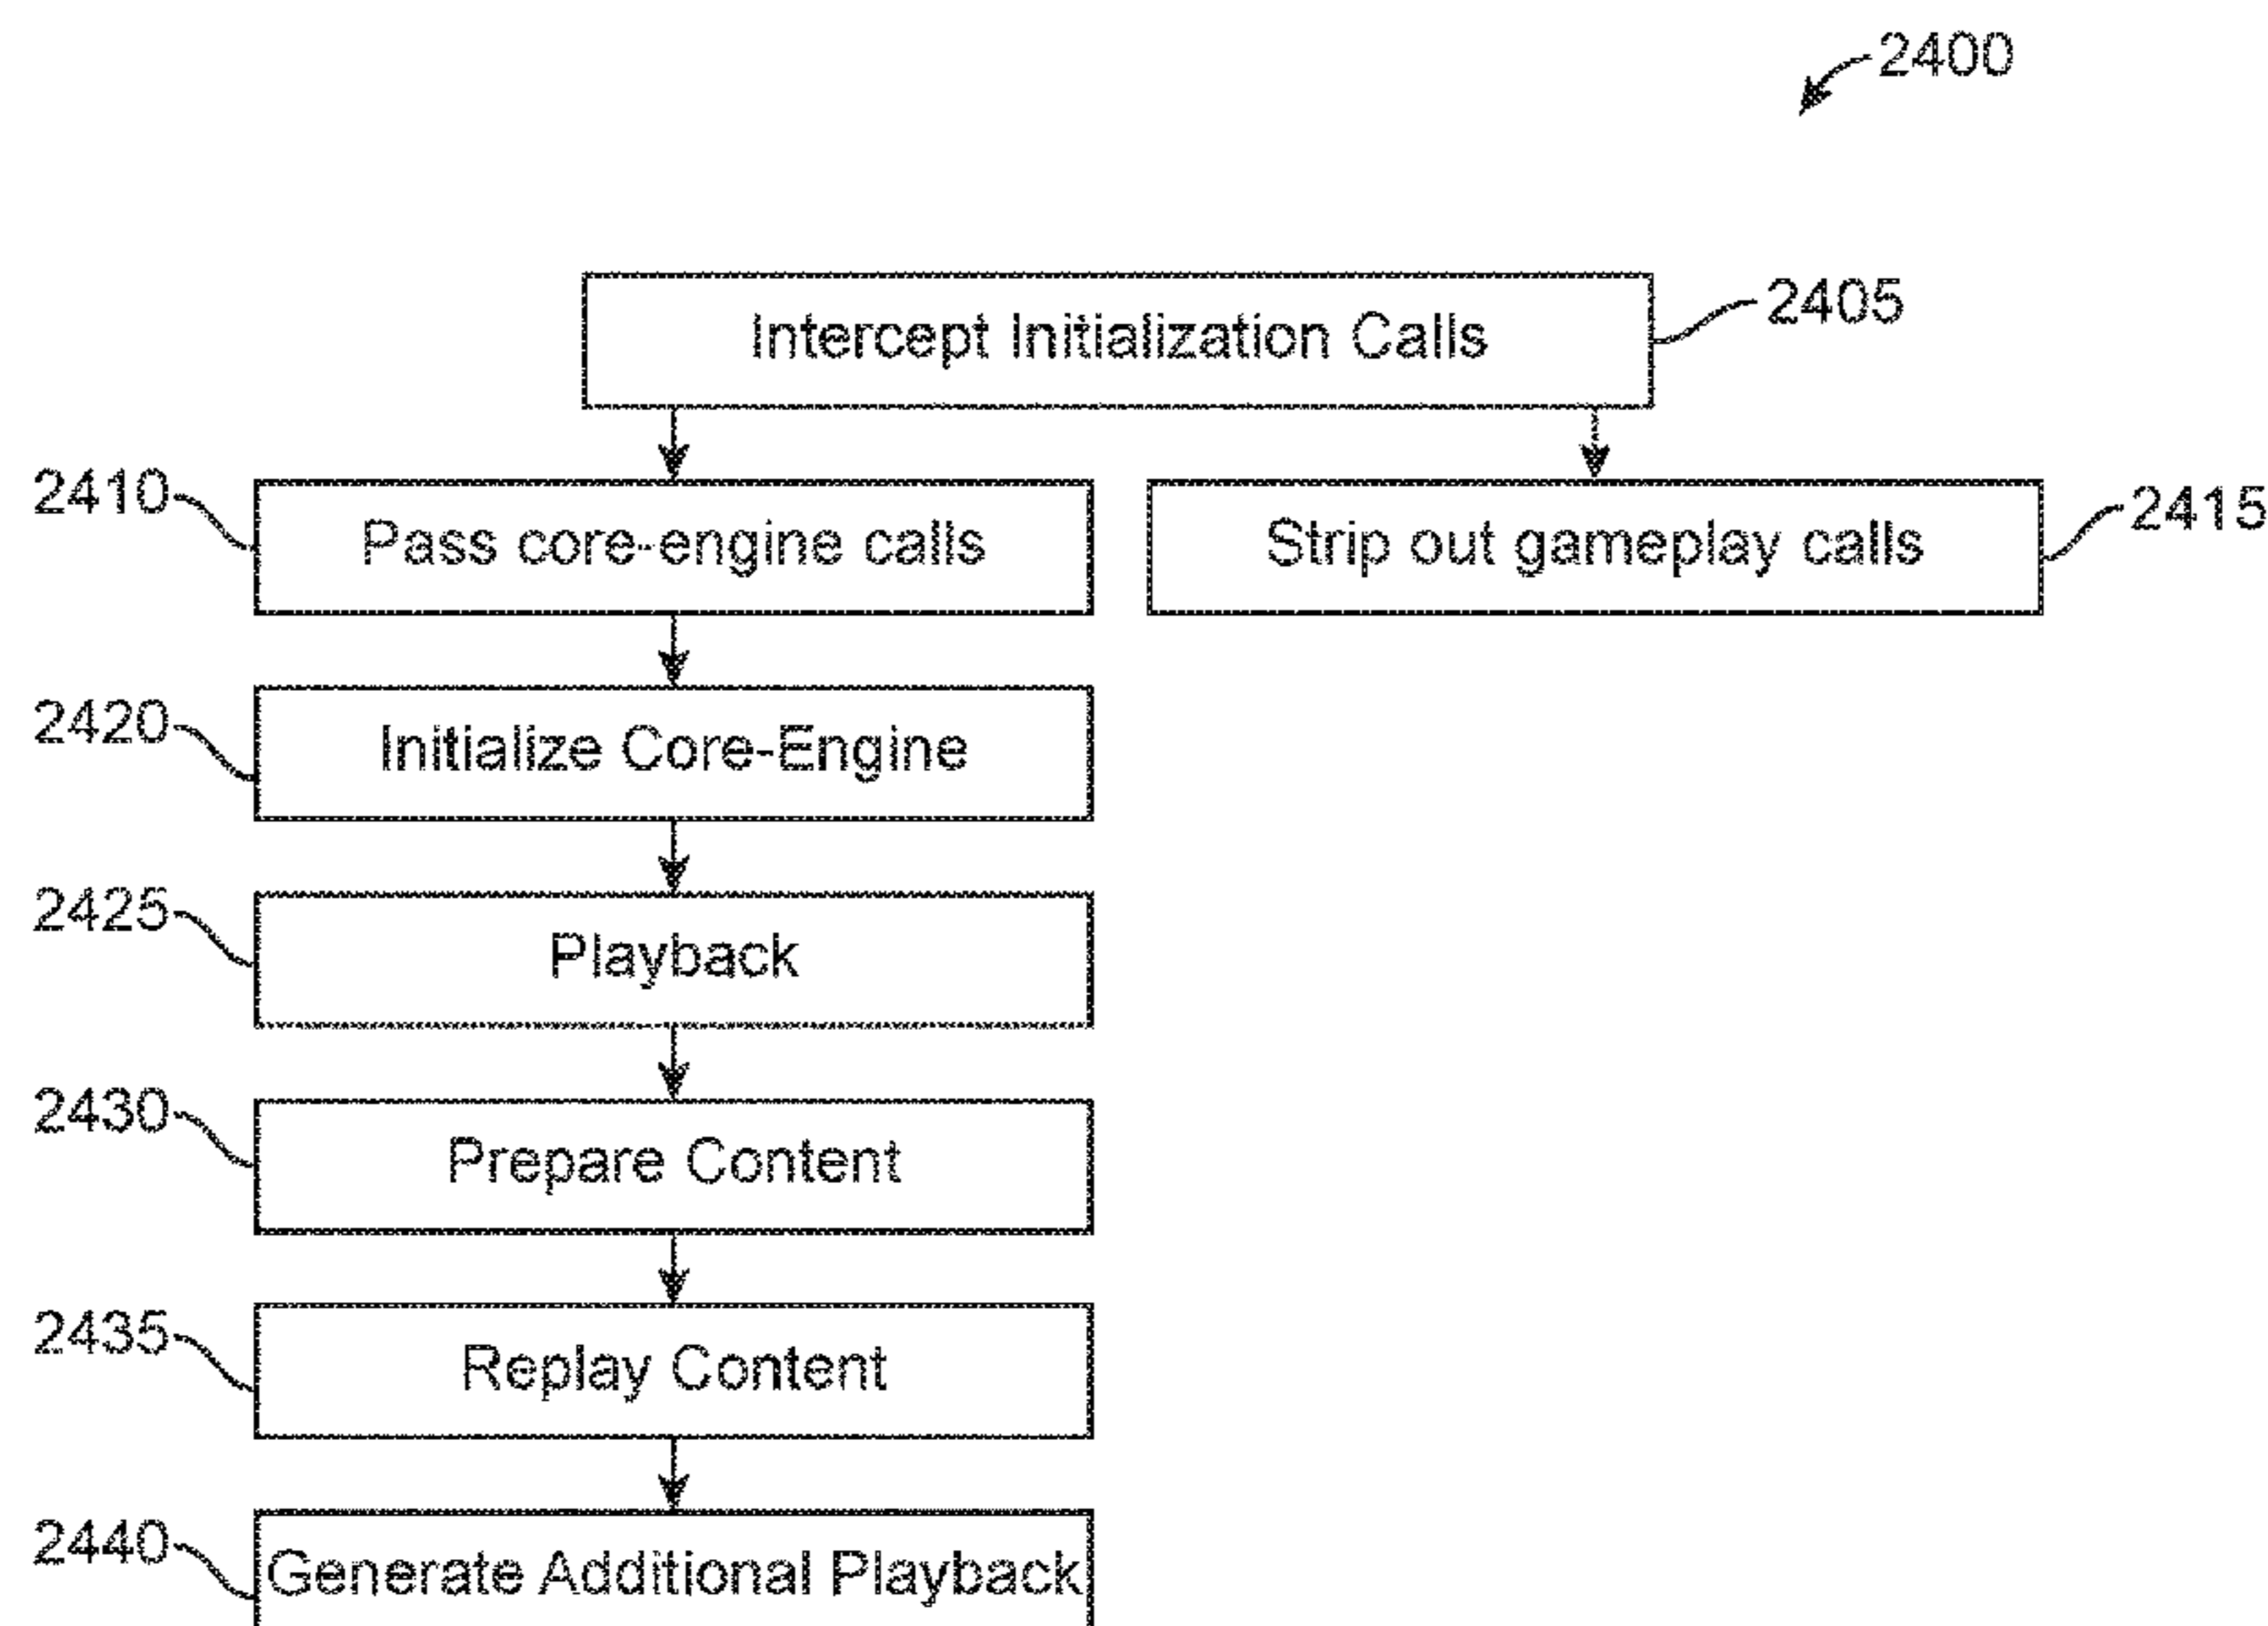 2400
Intercept Initialization Calls
2405
2410
Pass core-engine calls
Strip out gameplay calls
2415
2420
Initialize Core-Engine
2425
Playback
2430
Prepare Content
2435
Replay Content
2440
Generate Additional Playback